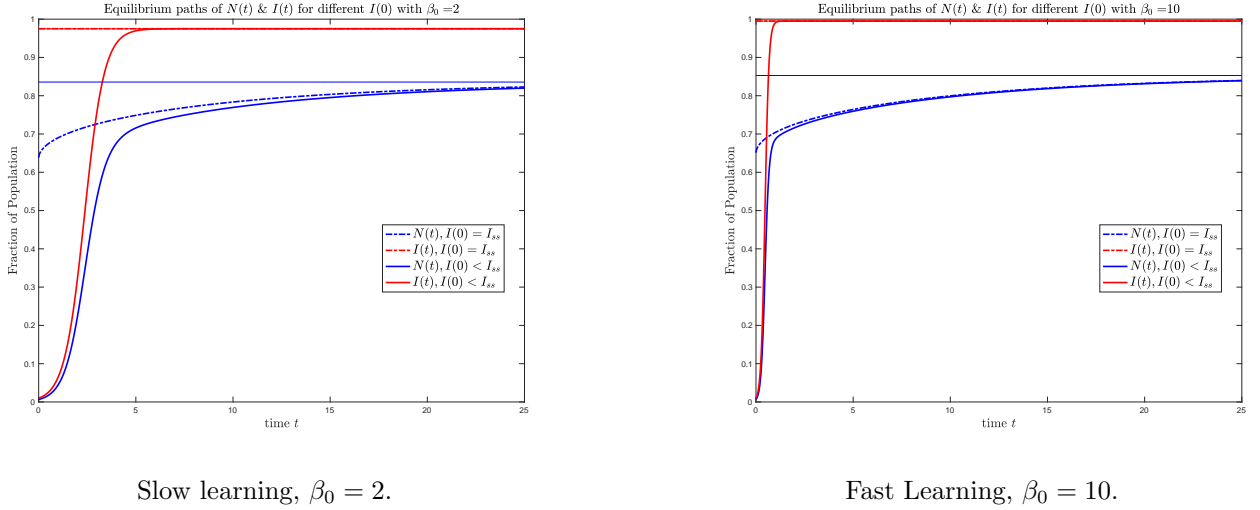 Equilibrium paths of N(t) & I(t) for different I(0) with β₀ =2
Fraction of Population
1
0.9
0.8
0.7
0.6
0.5
0.4
0.3
0.2
0.1
0
N(t), I(0) = Iₛₛ
I(t), I(0) = Iₛₛ
N(t), I(0) < Iₛₛ
I(t), I(0) < Iₛₛ
0 5 10 15 20 25
time t
Slow learning, β₀ = 2.
Equilibrium paths of N(t) & I(t) for different I(0) with β₀ =10
Fraction of Population
1
0.9
0.8
0.7
0.6
0.5
0.4
0.3
0.2
0.1
0
N(t), I(0) = Iₛₛ
I(t), I(0) = Iₛₛ
N(t), I(0) < Iₛₛ
I(t), I(0) < Iₛₛ
0 5 10 15 20 25
time t
Fast Learning, β₀ = 10.